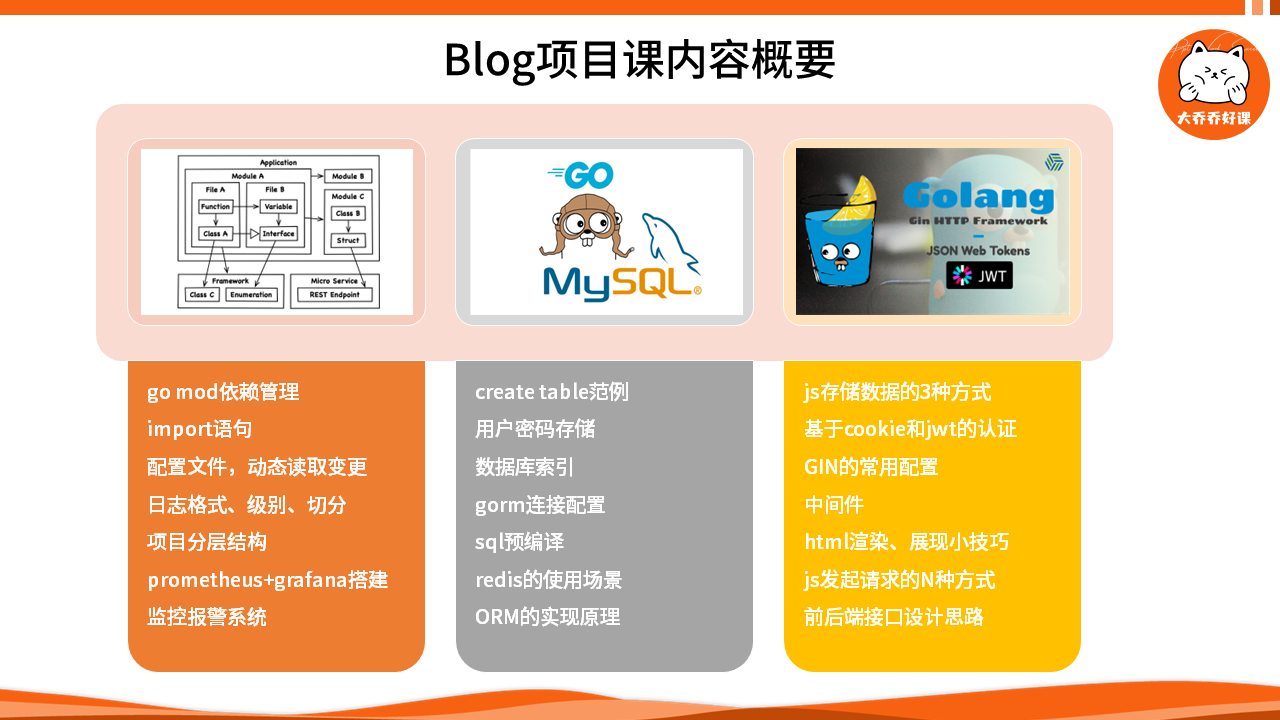 Blog项目课内容概要
大乔乔好课
Application
Module A
Module B
File A
File B
Module C
Function
Variable
Class B
Class A
Interface
Struct
Framework
Micro Service
Class C
Enumeration
REST Endpoint
GO
MySQL®
Golang
Gin HTTP Framework
JSON Web Tokens
JWT
go mod依赖管理
import语句
配置文件，动态读取变更
日志格式、级别、切分
项目分层结构
prometheus+grafana搭建
监控报警系统
create table范例
用户密码存储
数据库索引
gorm连接配置
sql预编译
redis的使用场景
ORM的实现原理
js存储数据的3种方式
基于cookie和jwt的认证
GIN的常用配置
中间件
html渲染、展现小技巧
js发起请求的N种方式
前后端接口设计思路